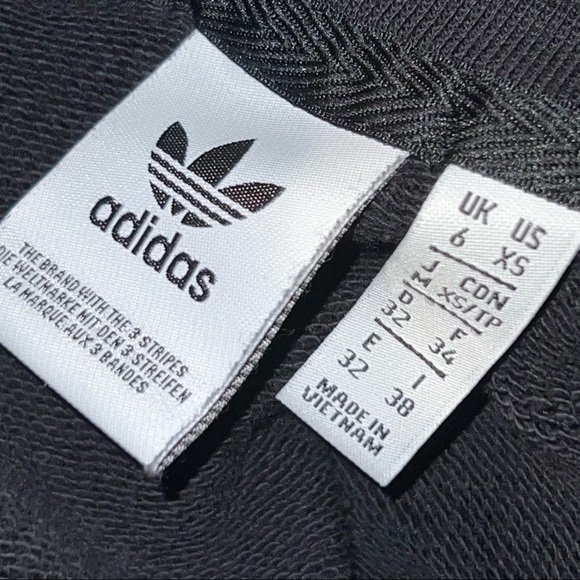 adidas
THE BRAND WITH THE 3 STRIPES
DIE WELTMARKE MIT DEN 3 STREIFEN
LA MARQUE AUX 3 BANDES
UK US
6 XS
J CDN
M XS/TP
D F
32 34
E I
32 38
MADE IN
VIETNAM